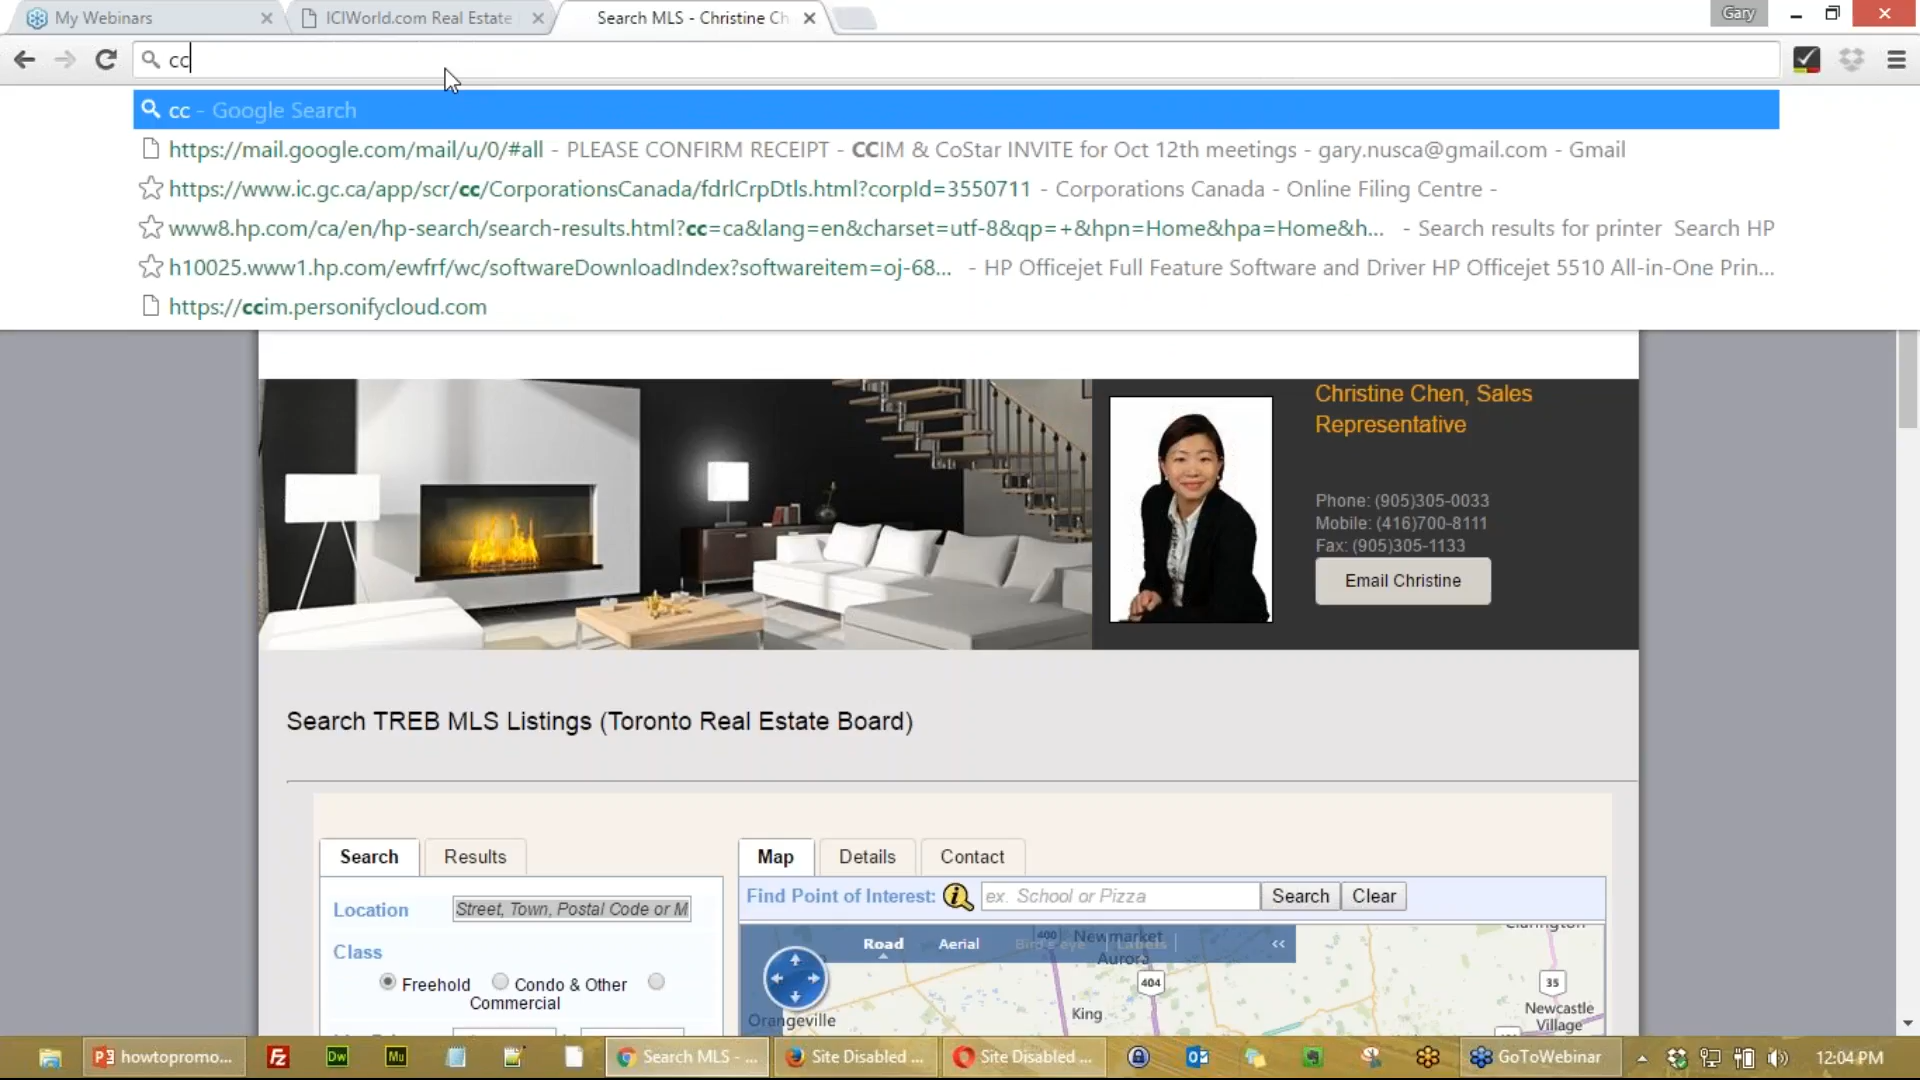 My Webinars
ICIWorld.com Real Estate
Search MLS - Christine Ch
Gary
cc
cc - Google Search
https://mail.google.com/mail/u/0/#all - PLEASE CONFIRM RECEIPT - CCIM & CoStar INVITE for Oct 12th meetings - gary.nusca@gmail.com - Gmail
https://www.ic.gc.ca/app/scr/cc/CorporationsCanada/fdrlCrpDtls.html?corpId=3550711 - Corporations Canada - Online Filing Centre -
www8.hp.com/ca/en/hp-search/search-results.html?cc=ca&lang=en&charset=utf-8&qp=+&hpn=Home&hpa=Home&h... - Search results for printer Search HP
h10025.www1.hp.com/ewfrf/wc/softwareDownloadIndex?softwareitem=oj-68... - HP Officejet Full Feature Software and Driver HP Officejet 5510 All-in-One Prin...
https://ccim.personifycloud.com
Christine Chen, Sales
Representative
Phone: (905)305-0033
Mobile: (416)700-8111
Fax: (905)305-1133
Email Christine
Search TREB MLS Listings (Toronto Real Estate Board)
Search
Results
Map
Details
Contact
Find Point of Interest:
ex. School or Pizza
Search
Clear
Location
Street, Town, Postal Code or M
Class
Freehold
Condo & Other
Commercial
Road
Aerial
Bird's eye
Labels
«
400
Newmarket
Aurora
404
King
Orangeville
Clarington
35
Newcastle
Village
howtopromo...
Fz
Dw
Mu
Search MLS - ...
Site Disabled ...
Site Disabled ...
GoToWebinar
12:04 PM